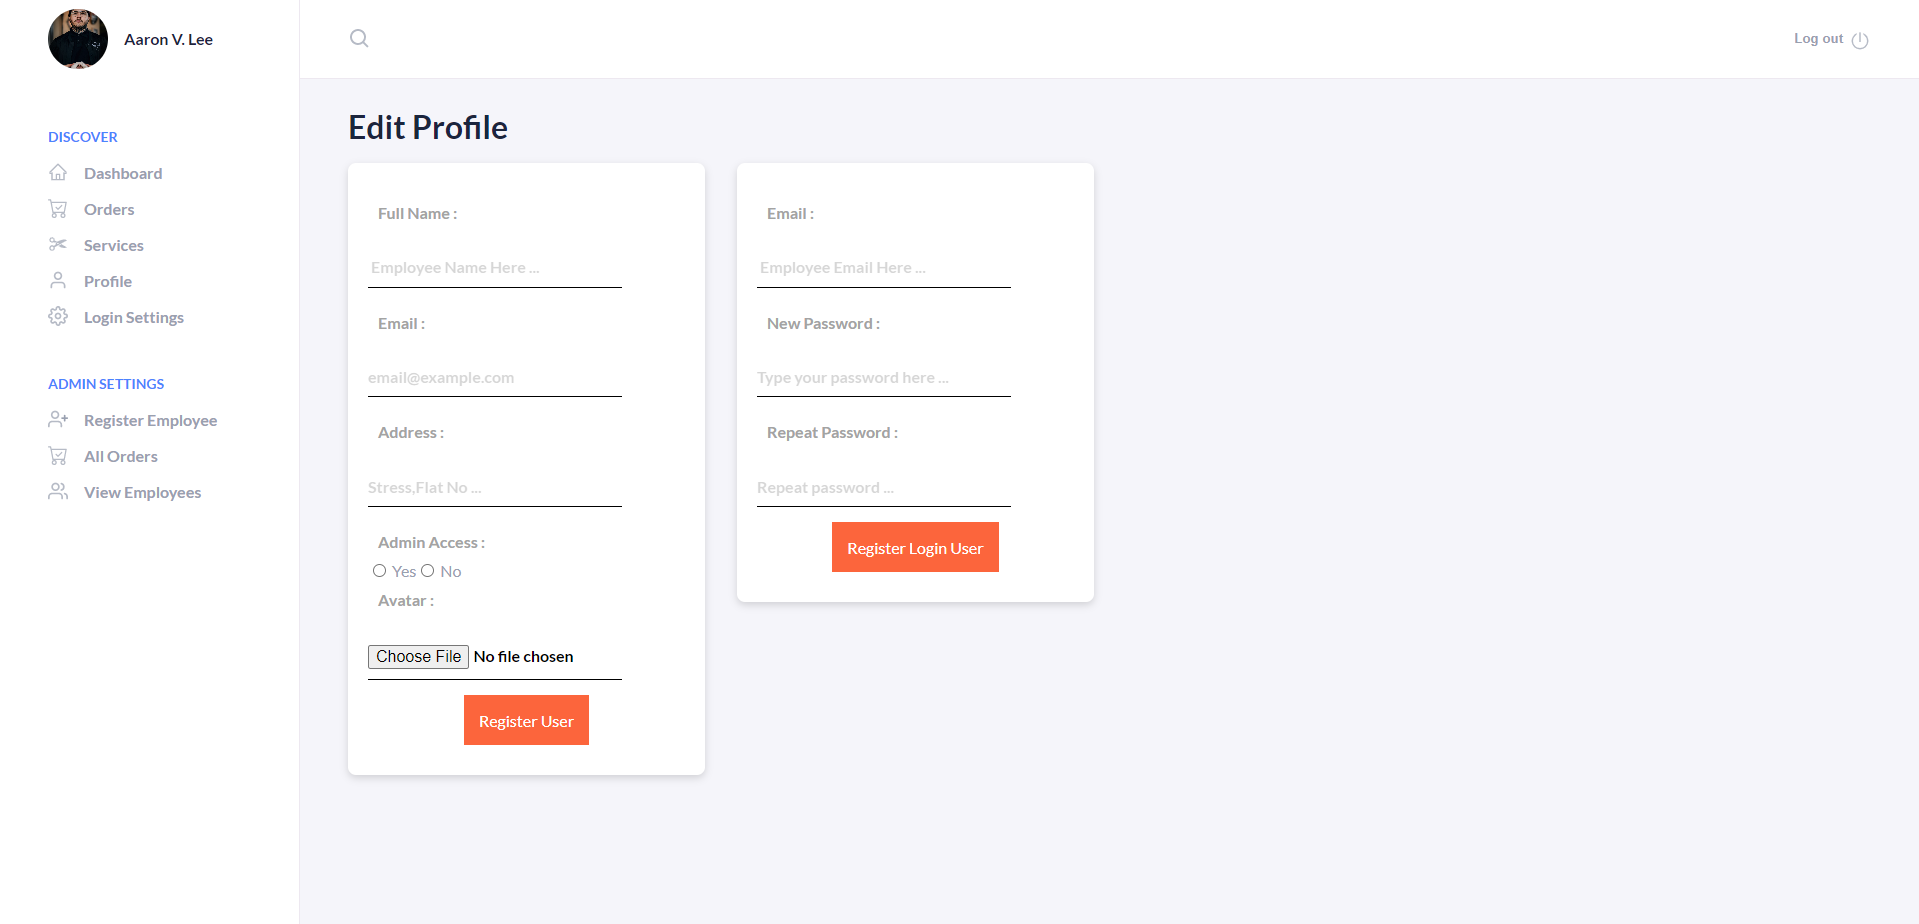 Aaron V. Lee
Log out
DISCOVER
Dashboard
Orders
Services
Profile
Login Settings
ADMIN SETTINGS
Register Employee
All Orders
View Employees
Edit Profile
Full Name :
Employee Name Here ...
Email :
email@example.com
Address :
Stress,Flat No ...
Admin Access :
Yes No
Avatar :
Choose File No file chosen
Register User
Email :
Employee Email Here ...
New Password :
Type your password here ...
Repeat Password :
Repeat password ...
Register Login User